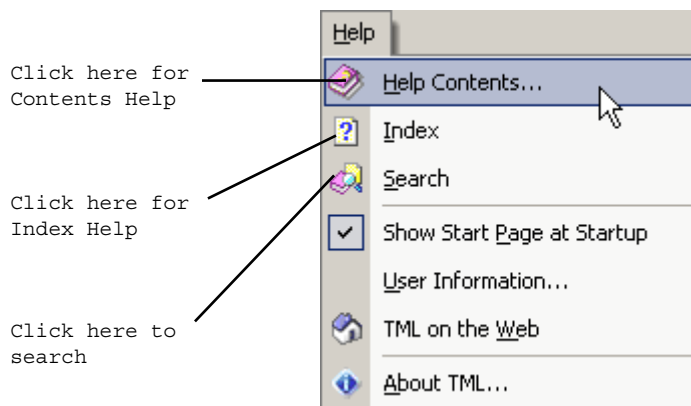 Help
Click here for
Contents Help
Help Contents...
Index
Click here for
Index Help
Search
Show Start Page at Startup
User Information...
Click here to
search
TML on the Web
About TML...